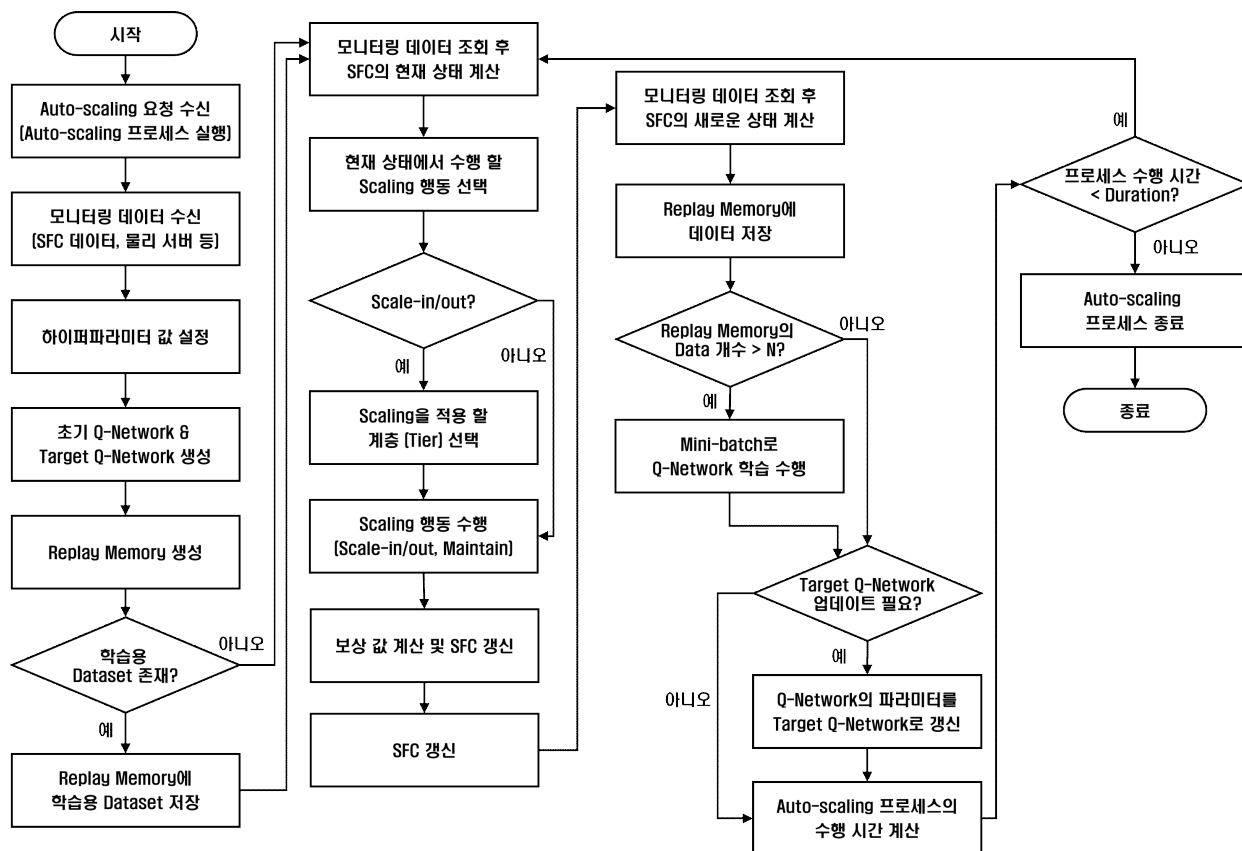 시작
Auto-scaling 요청 수신
(Auto-scaling 프로세스 실행)
모니터링 데이터 수신
(SFC 데이터, 물리 서버 등)
하이퍼파라미터 값 설정
초기 Q-Network &
Target Q-Network 생성
Replay Memory 생성
학습용
Dataset 존재?
아니오
예
Replay Memory에
학습용 Dataset 저장
모니터링 데이터 조회 후
SFC의 현재 상태 계산
현재 상태에서 수행 할
Scaling 행동 선택
Scale-in/out?
아니오
예
Scaling을 적용 할
계층 (Tier) 선택
Scaling 행동 수행
(Scale-in/out, Maintain)
보상 값 계산 및 SFC 갱신
SFC 갱신
모니터링 데이터 조회 후
SFC의 새로운 상태 계산
Replay Memory에
데이터 저장
Replay Memory의
Data 개수 > N?
아니오
예
Mini-batch로
Q-Network 학습 수행
Target Q-Network
업데이트 필요?
아니오
예
Q-Network의 파라미터를
Target Q-Network로 갱신
Auto-scaling 프로세스의
수행 시간 계산
예
프로세스 수행 시간
< Duration?
아니오
Auto-scaling
프로세스 종료
종료